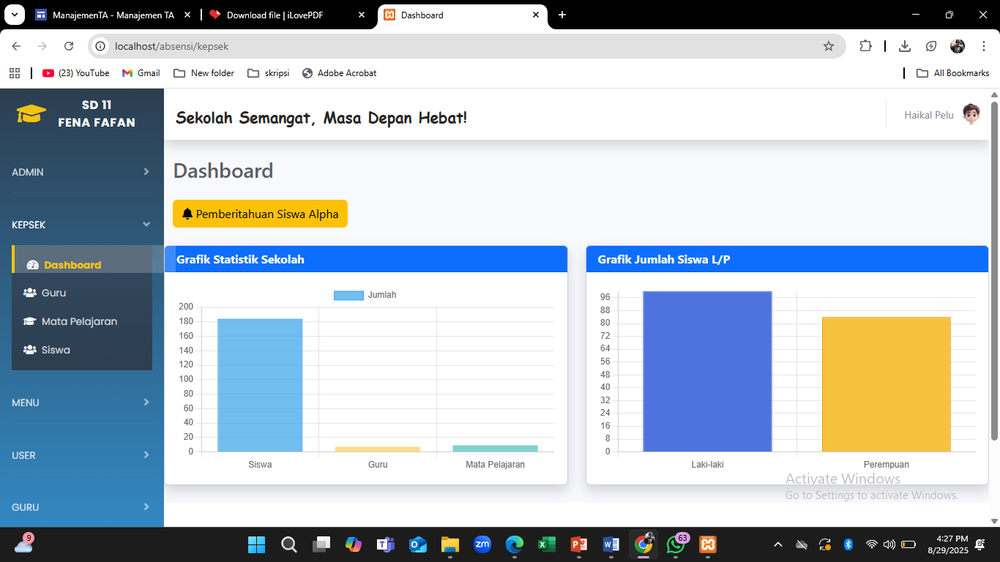 ManajemenTA - Manajemen TA
Download file | iLovePDF
Dashboard
localhost/absensi/kepsek
(23) YouTube
Gmail
New folder
skripsi
Adobe Acrobat
All Bookmarks
SD 11
FENA FAFAN
Sekolah Semangat, Masa Depan Hebat!
Haikal Pelu
ADMIN
KEPSEK
Dashboard
Guru
Mata Pelajaran
Siswa
MENU
USER
GURU
Dashboard
Pemberitahuan Siswa Alpha
Grafik Statistik Sekolah
Jumlah
200
180
160
140
120
100
80
60
40
20
0
Siswa Guru Mata Pelajaran
Grafik Jumlah Siswa L/P
96
88
80
72
64
56
48
40
32
24
16
8
0
Laki-laki Perempuan
Activate Windows
Go to Settings to activate Windows.
9
zm
63
4:27 PM
8/29/2025